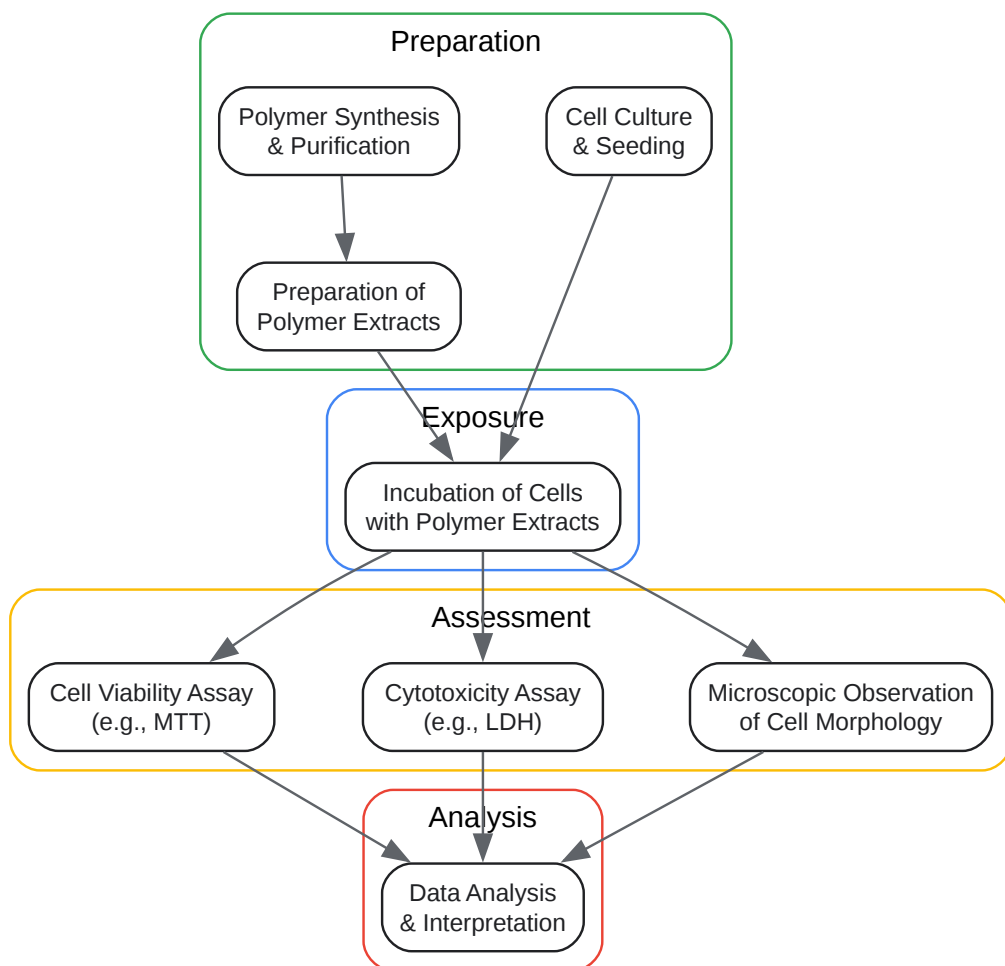 Preparation
Polymer Synthesis
& Purification
Cell Culture
& Seeding
Preparation of
Polymer Extracts
Exposure
Incubation of Cells
with Polymer Extracts
Assessment
Cell Viability Assay
(e.g., MTT)
Cytotoxicity Assay
(e.g., LDH)
Microscopic Observation
of Cell Morphology
Analysis
Data Analysis
& Interpretation